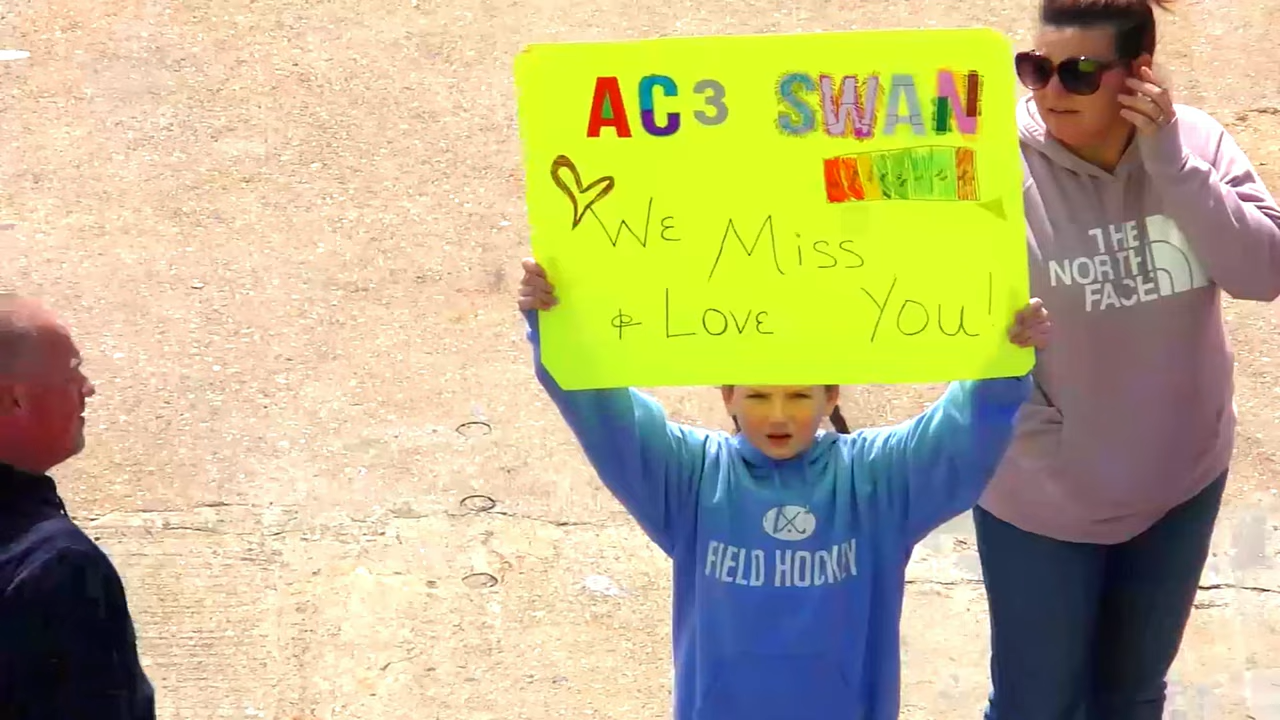 AC3 SWAN
We Miss
& Love You!
THE
NORTH
FACE
FIELD HOCKEY